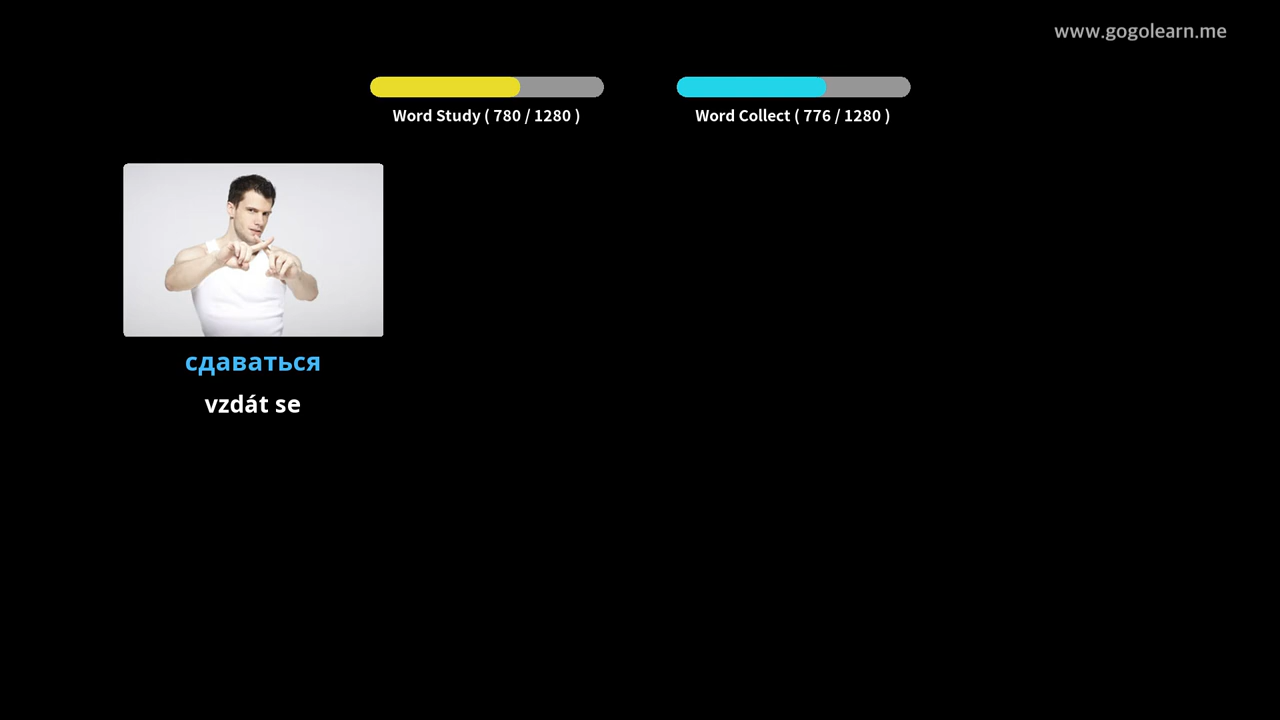 www.gogolearn.me
Word Study ( 780 / 1280 )
Word Collect ( 776 / 1280 )
сдаваться
vzdát se